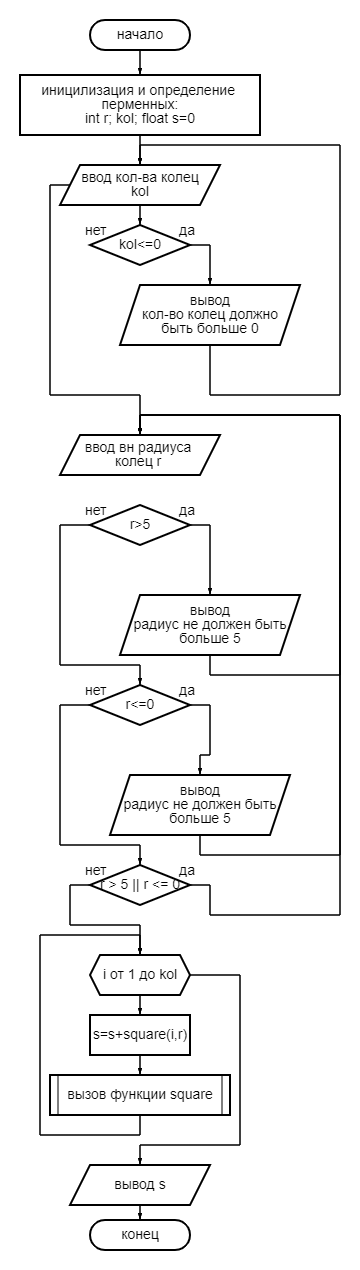 начало
иницилизация и определение
перменных:
int r; kol; float s=0
ввод кол-ва колец
kol
нет
да
kol<=0
вывод
кол-во колец должно
быть больше 0
ввод вн радиуса
колец r
нет
да
r>5
вывод
радиус не должен быть
больше 5
нет
да
r<=0
вывод
радиус не должен быть
больше 5
нет
да
r > 5 || r <= 0
i от 1 до kol
s=s+square(i,r)
вызов функции square
вывод s
конец